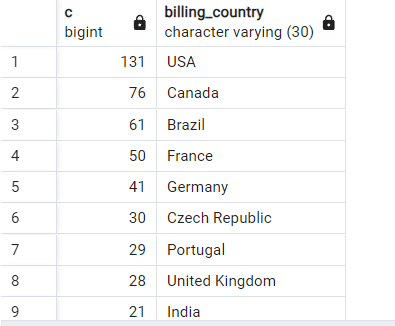 c billing_country
bigint character varying (30)
1 131 USA
2 76 Canada
3 61 Brazil
4 50 France
5 41 Germany
6 30 Czech Republic
7 29 Portugal
8 28 United Kingdom
9 21 India